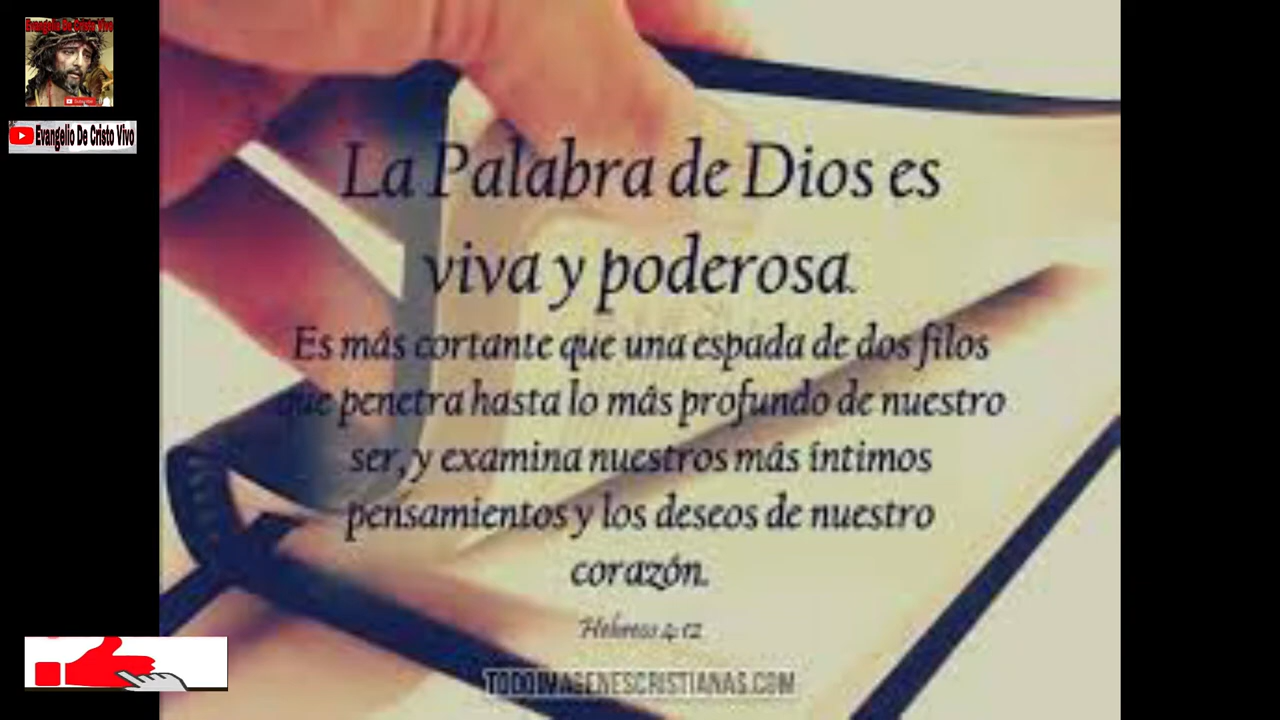 Evangelio De Cristo Vivo
Evangelio De Cristo Vivo
La Palabra de Dios es
viva y poderosa.
Es más cortante que una espada de dos filos
que penetra hasta lo más profundo de nuestro
ser, y examina nuestros más íntimos
pensamientos y los deseos de nuestro
corazón.
Hebreos 4:12
TODOIMAGENESCRISTIANAS.COM